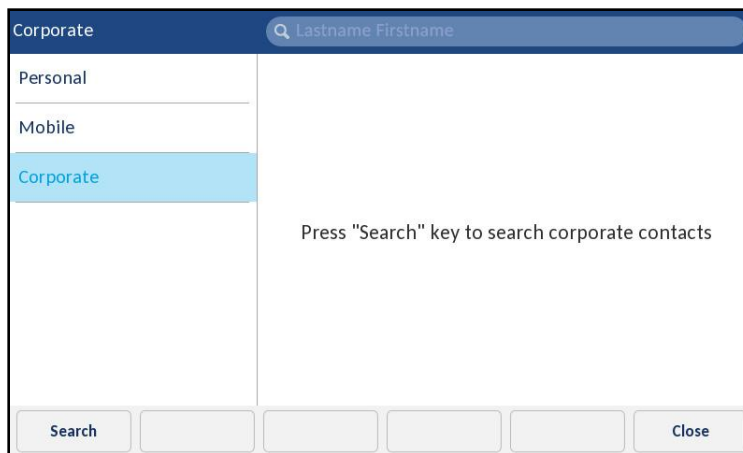 Corporate
Lastname Firstname
Personal
Mobile
Corporate
Press "Search" key to search corporate contacts
Search
Close